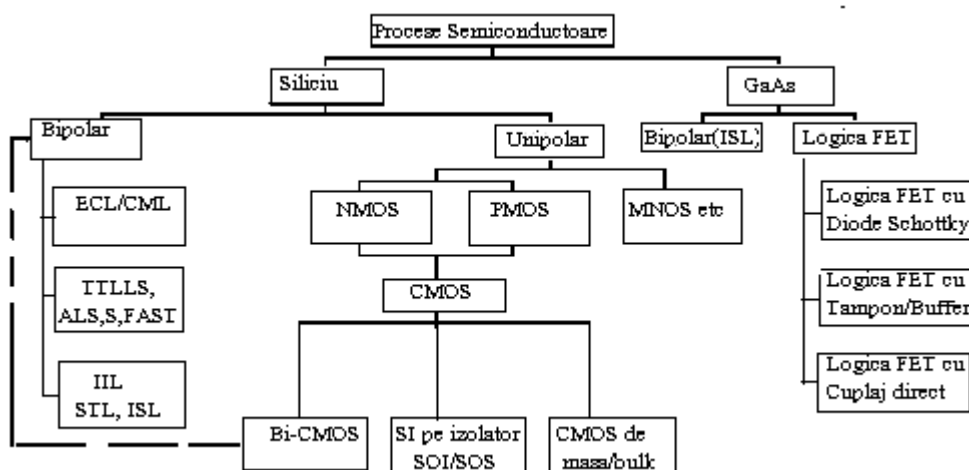 Procese Semiconductoare
Siliciu
GaAs
Bipolar
Unipolar
Bipolar(ISL)
Logica FET
ECL/CML
NMOS
PMOS
MNOS etc
Logica FET cu
Diode Schottky
TTLLS,
ALS,S,FAST
CMOS
Logica FET cu
Tampon/Buffer
IIL
STL, ISL
Logica FET cu
Cuplaj direct
Bi-CMOS
SI pe izolator
SOI/SOS
CMOS de
masa/bulk